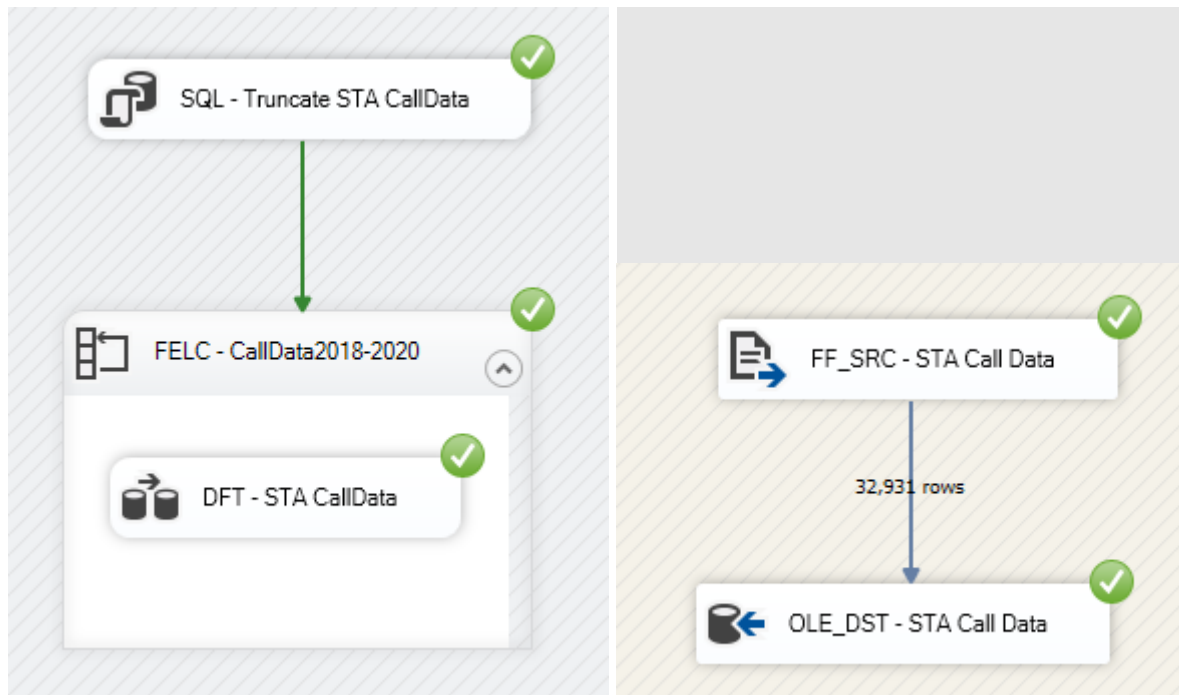 SQL - Truncate STA CallData
FELC - CallData2018-2020
DFT - STA CallData
FF_SRC - STA Call Data
32,931 rows
OLE_DST - STA Call Data